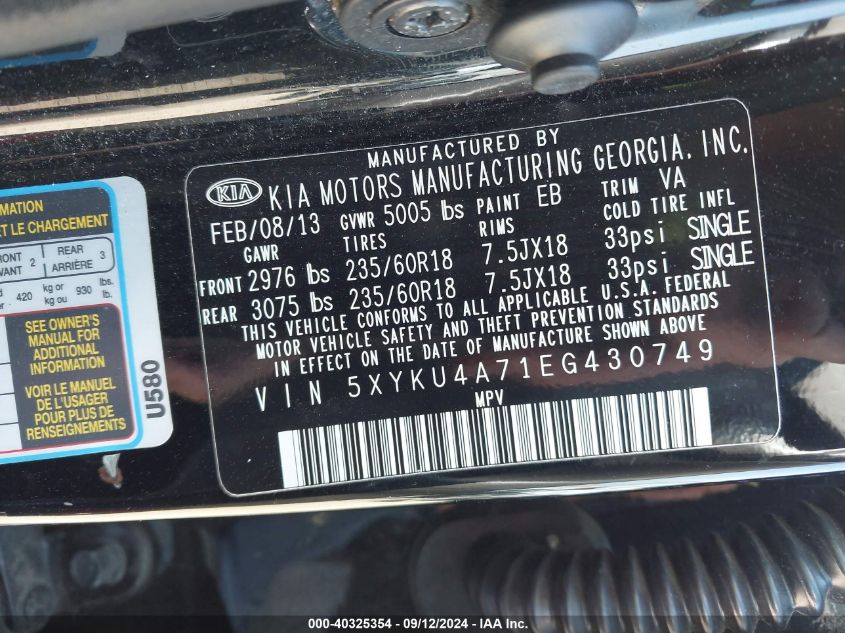 MANUFACTURED BY
KIA KIA MOTORS MANUFACTURING GEORGIA, INC.
FEB/08/13 GVWR 5005 lbs PAINT EB TRIM VA
GAWR TIRES RIMS COLD TIRE INFL
FRONT 2976 lbs 235/60R18 7.5JX18 33psi SINGLE
REAR 3075 lbs 235/60R18 7.5JX18 33psi SINGLE
THIS VEHICLE CONFORMS TO ALL APPLICABLE U.S.A. FEDERAL
MOTOR VEHICLE SAFETY AND THEFT PREVENTION STANDARDS
IN EFFECT ON THE DATE OF MANUFACTURE SHOWN ABOVE
VIN 5XYKU4A71EG430749
MPV
ET LE CHARGEMENT
2 REAR 3
ARRIÈRE
420 kg or 930 lbs.
kg ou lb.
SEE OWNER'S
MANUAL FOR
ADDITIONAL
INFORMATION
VOIR LE MANUEL
DE L'USAGER
POUR PLUS DE
RENSEIGNEMENTS
U580
000-40325354 - 09/12/2024 - IAA Inc.